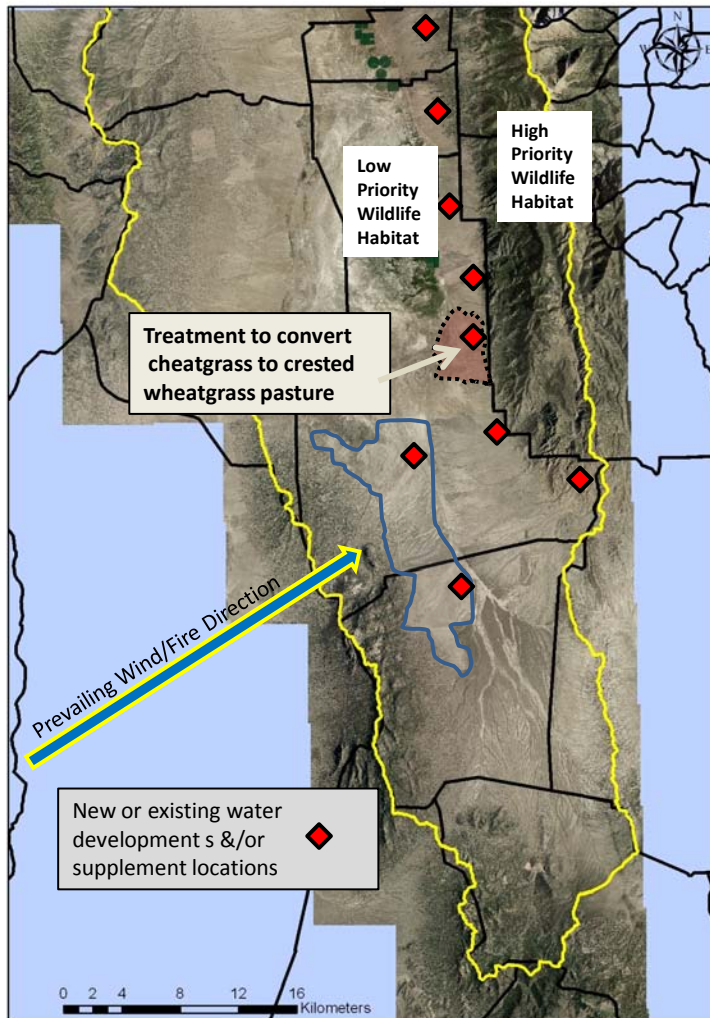 N
W E
S
High
Priority
Wildlife
Habitat
Low
Priority
Wildlife
Habitat
Treatment to convert
cheatgrass to crested
wheatgrass pasture
Prevailing Wind/Fire Direction
New or existing water
development s &/or
supplement locations
0 2 4 8 12 16
Kilometers